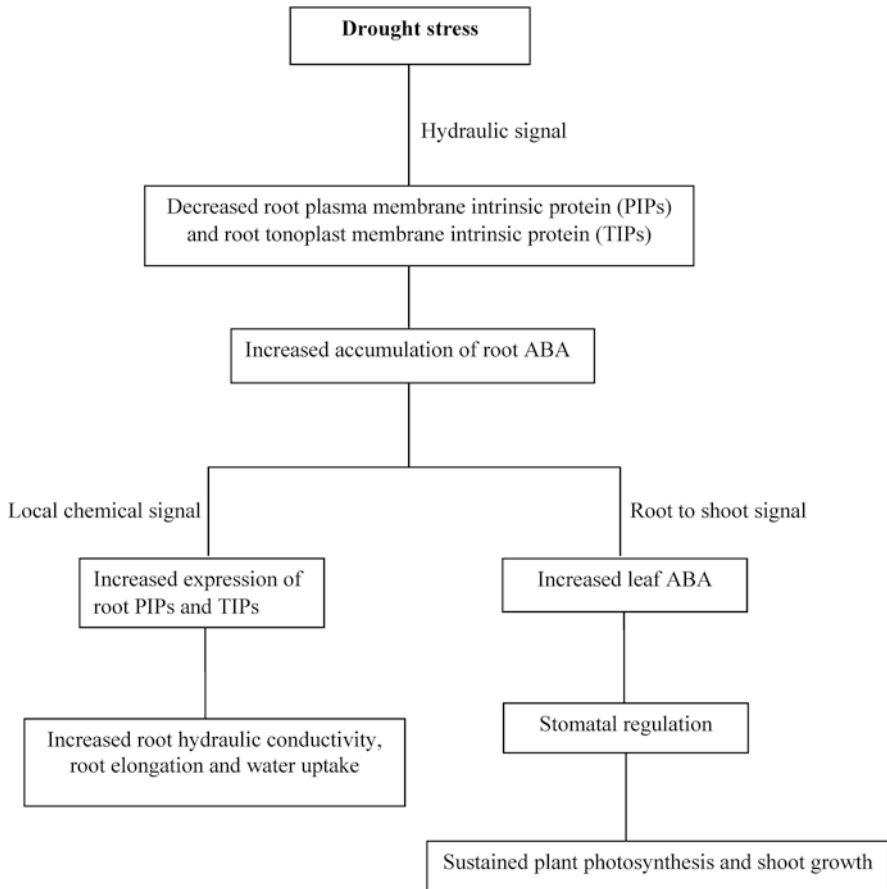 Drought stress
Hydraulic signal
Decreased root plasma membrane intrinsic protein (PIPs)
and root tonoplast membrane intrinsic protein (TIPs)
Increased accumulation of root ABA
Local chemical signal
Root to shoot signal
Increased expression of
root PIPs and TIPs
Increased leaf ABA
Increased root hydraulic conductivity,
root elongation and water uptake
Stomatal regulation
Sustained plant photosynthesis and shoot growth